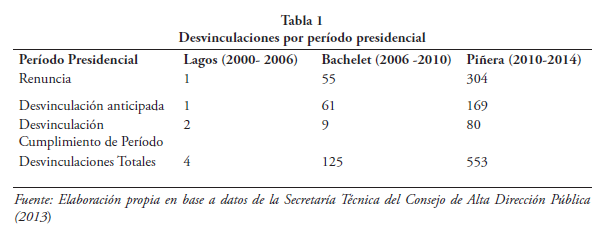 Tabla 1
Desvinculaciones por período presidencial
Período Presidencial Lagos (2000- 2006) Bachelet (2006 -2010) Piñera (2010-2014)
Renuncia 1 55 304
Desvinculación anticipada 1 61 169
Desvinculación 2 9 80
Cumplimiento de Período
Desvinculaciones Totales 4 125 553
Fuente: Elaboración propia en base a datos de la Secretaría Técnica del Consejo de Alta Dirección Pública
(2013)